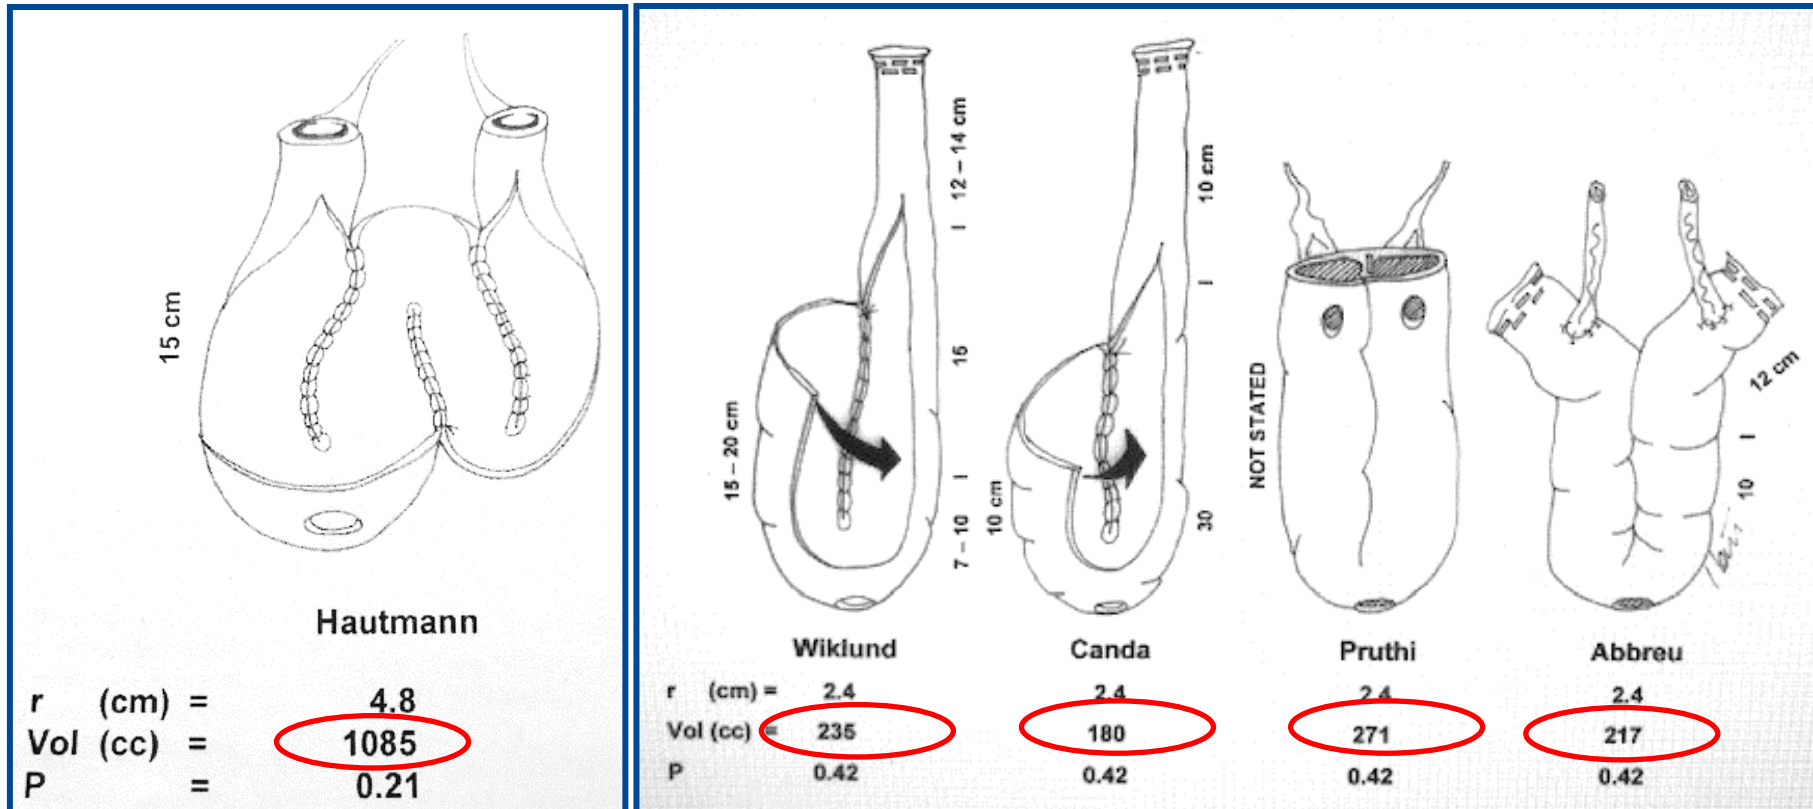 15 cm
Hautmann
r (cm) = 4.8
Vol (cc) = 1085
P = 0.21
15 – 20 cm
7 – 10 I 15 I 12 – 14 cm
10 cm
30 I 10 cm
NOT STATED
10 I 12 cm
Wiklund Canda Pruthi Abbreu
r (cm) = 2.4 2.4 2.4 2.4
Vol (cc) = 235 180 271 217
P 0.42 0.42 0.42 0.42